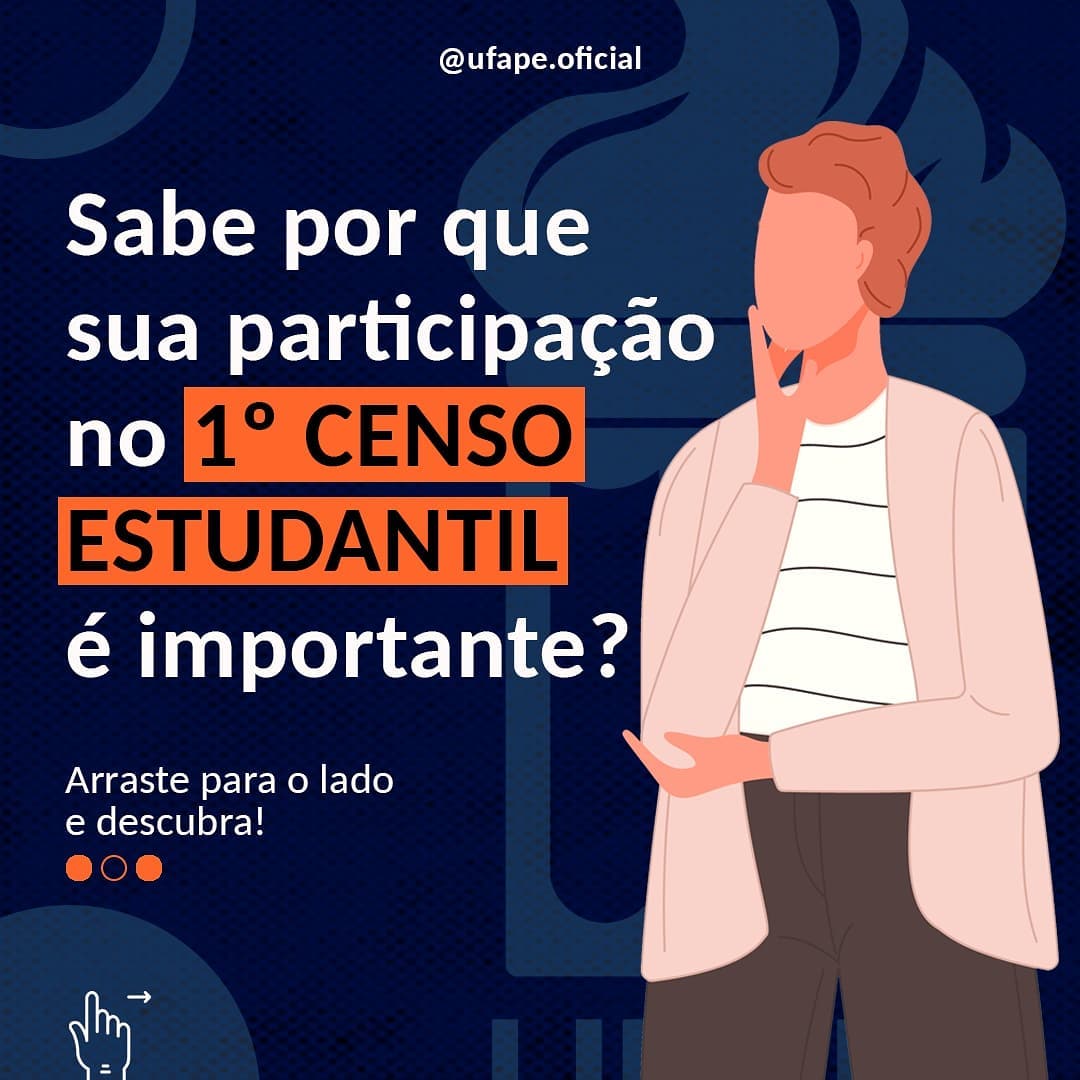 @ufape.oficial
Sabe por que
sua participação
no 1º CENSO
ESTUDANTIL
é importante?
Arraste para o lado
e descubra!